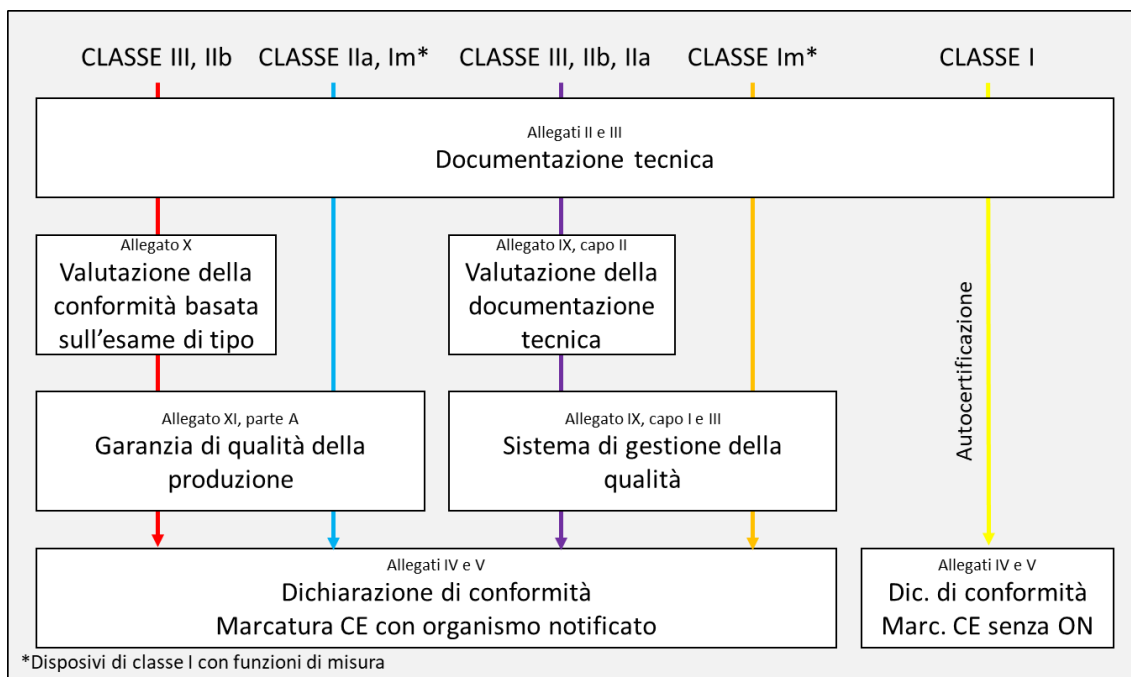 CLASSE III, IIb
CLASSE IIa, Im*
CLASSE III, IIb, IIa
CLASSE Im*
CLASSE I
Allegati II e III
Documentazione tecnica
Allegato X
Valutazione della
conformità basata
sull'esame di tipo
Allegato IX, capo II
Valutazione della
documentazione
tecnica
Autocertificazione
Allegato XI, parte A
Garanzia di qualità della
produzione
Allegato IX, capo I e III
Sistema di gestione della
qualità
Allegati IV e V
Dichiarazione di conformità
Marcatura CE con organismo notificato
Allegati IV e V
Dic. di conformità
Marc. CE senza ON
*Disposivi di classe I con funzioni di misura